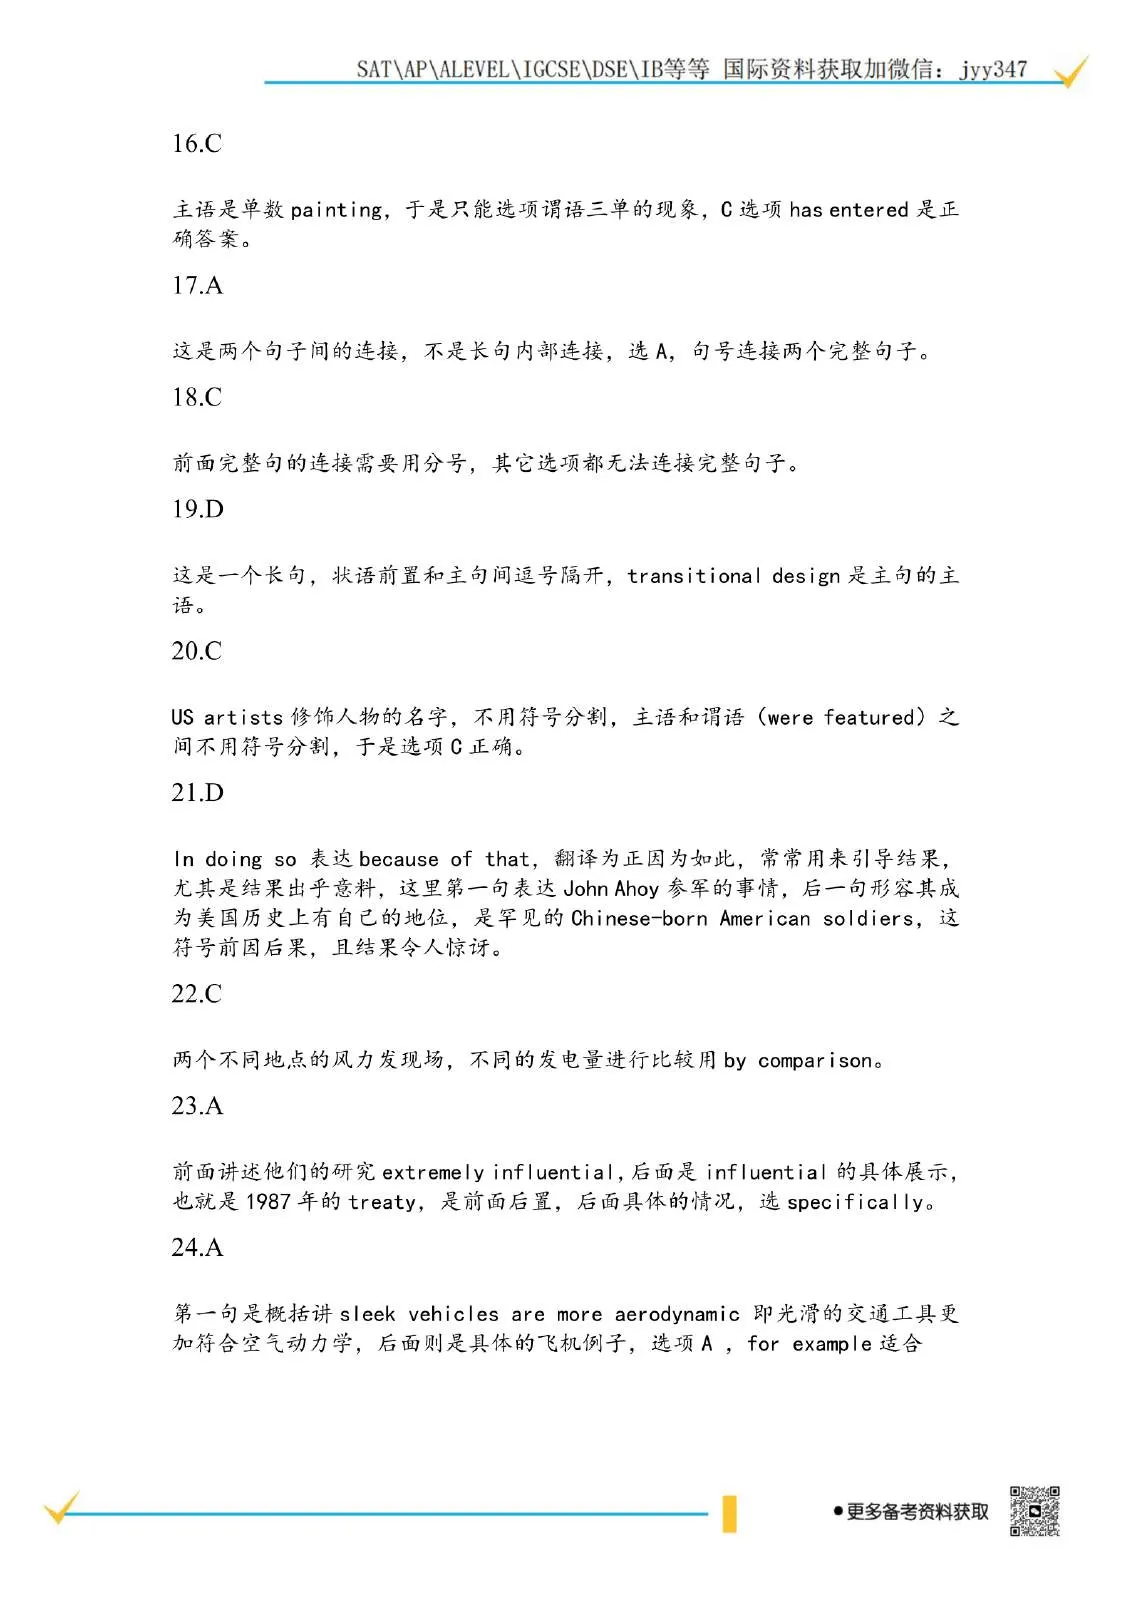 SAT\AP\ALEVEL\IGCSE\DSE\IB等等 国际资料获取加微信：jyy347
16.C
主语是单数 painting，于是只能选项谓语三单的现象，C 选项 has entered 是正
确答案。
17.A
这是两个句子间的连接，不是长句内部连接，选 A，句号连接两个完整句子。
18.C
前面完整句的连接需要用分号，其它选项都无法连接完整句子。
19.D
这是一个长句，状语前置和主句间逗号隔开，transitional design 是主句的主
语。
20.C
US artists 修饰人物的名字，不用符号分割，主语和谓语（were featured）之
间不用符号分割，于是选项 C 正确。
21.D
In doing so 表达 because of that，翻译为正因为如此，常常用来引导结果，
尤其是结果出乎意料，这里第一句表达 John Ahoy 参军的事情，后一句形容其成
为美国历史上有自己的地位，是罕见的 Chinese-born American soldiers，这
符号前因后果，且结果令人惊讶。
22.C
两个不同地点的风力发现场，不同的发电量进行比较用 by comparison。
23.A
前面讲述他们的研究 extremely influential，后面是 influential 的具体展示，
也就是 1987 年的 treaty，是前面后置，后面具体的情况，选 specifically。
24.A
第一句是概括讲 sleek vehicles are more aerodynamic 即光滑的交通工具更
加符合空气动力学，后面则是具体的飞机例子，选项 A ，for example 适合
•更多备考资料获取